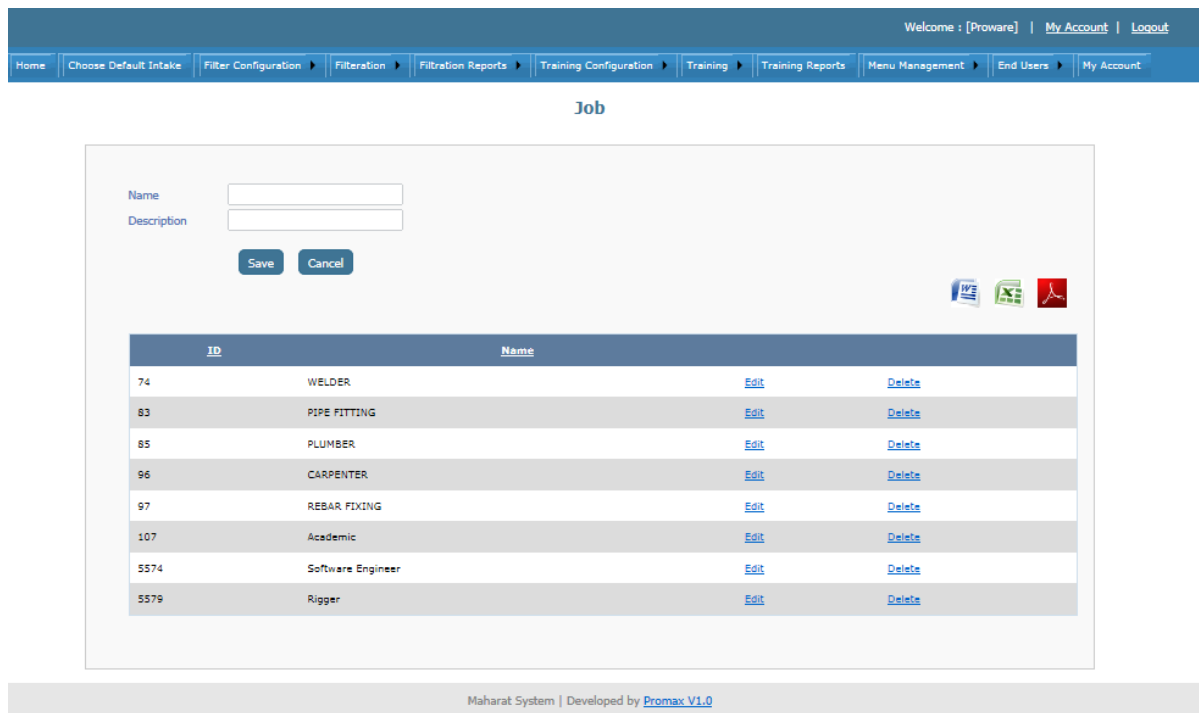 Welcome : [Proware] | My Account | Logout
Home Choose Default Intake Filter Configuration Filteration Filtration Reports Training Configuration Training Training Reports Menu Management End Users My Account
Job
Name
Description
Save Cancel
ID Name
74 WELDER Edit Delete
83 PIPE FITTING Edit Delete
85 PLUMBER Edit Delete
96 CARPENTER Edit Delete
97 REBAR FIXING Edit Delete
107 Academic Edit Delete
5574 Software Engineer Edit Delete
5579 Rigger Edit Delete
Maharat System | Developed by Promax V1.0